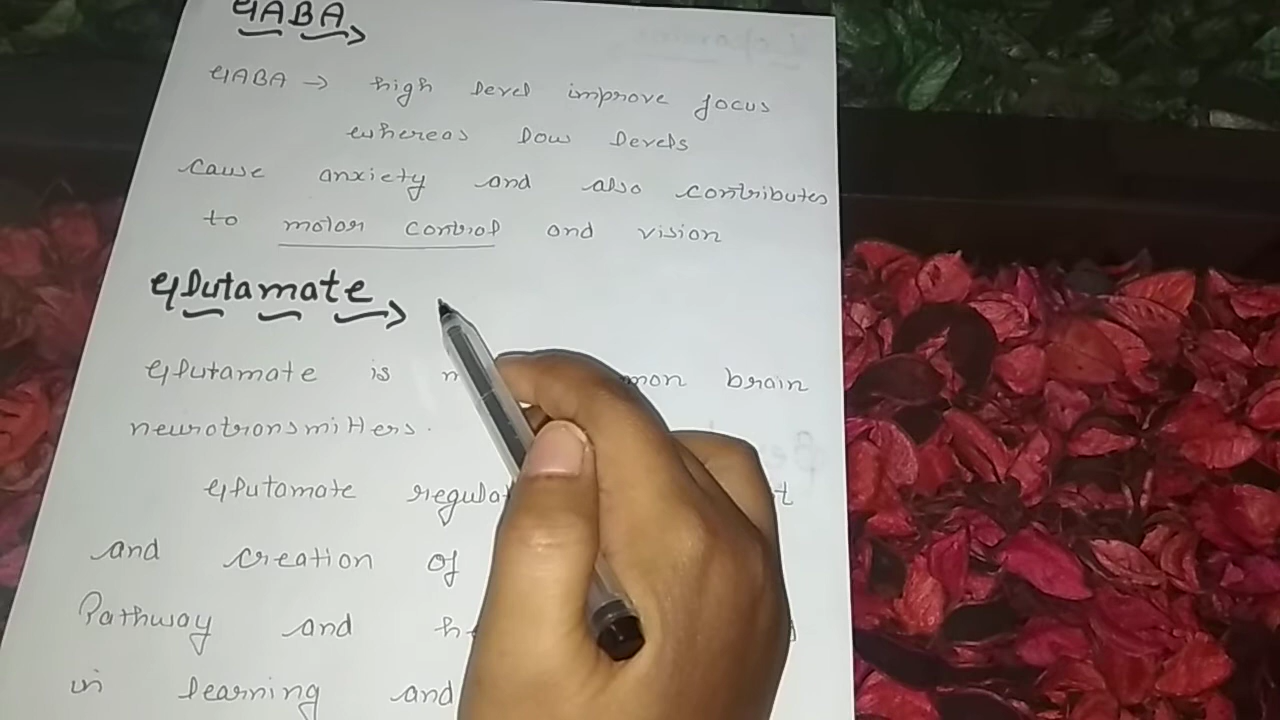 GABA →
GABA → high level improve focus
whereas low levels
cause anxiety and also contributes
to motor control and vision
Glutamate →
Glutamate is brain
neurotransmitters.
Glutamate
and creation of
Pathway and
in learning and